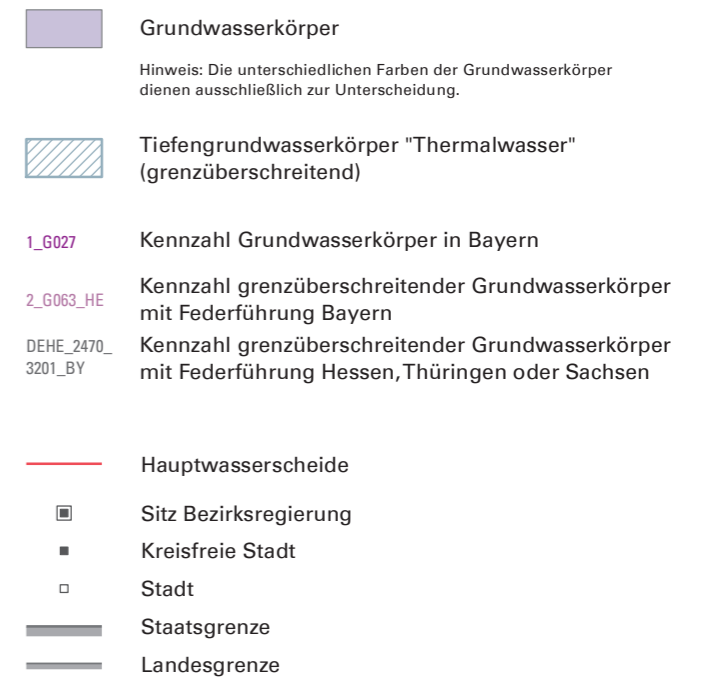 Grundwasserkörper
Hinweis: Die unterschiedlichen Farben der Grundwasserkörper
dienen ausschließlich zur Unterscheidung.
Tiefengrundwasserkörper "Thermalwasser"
(grenzüberschreitend)
1_G027 Kennzahl Grundwasserkörper in Bayern
2_G063_HE Kennzahl grenzüberschreitender Grundwasserkörper
mit Federführung Bayern
DEHE_2470_ Kennzahl grenzüberschreitender Grundwasserkörper
3201_BY mit Federführung Hessen, Thüringen oder Sachsen
Hauptwasserscheide
Sitz Bezirksregierung
Kreisfreie Stadt
Stadt
Staatsgrenze
Landesgrenze